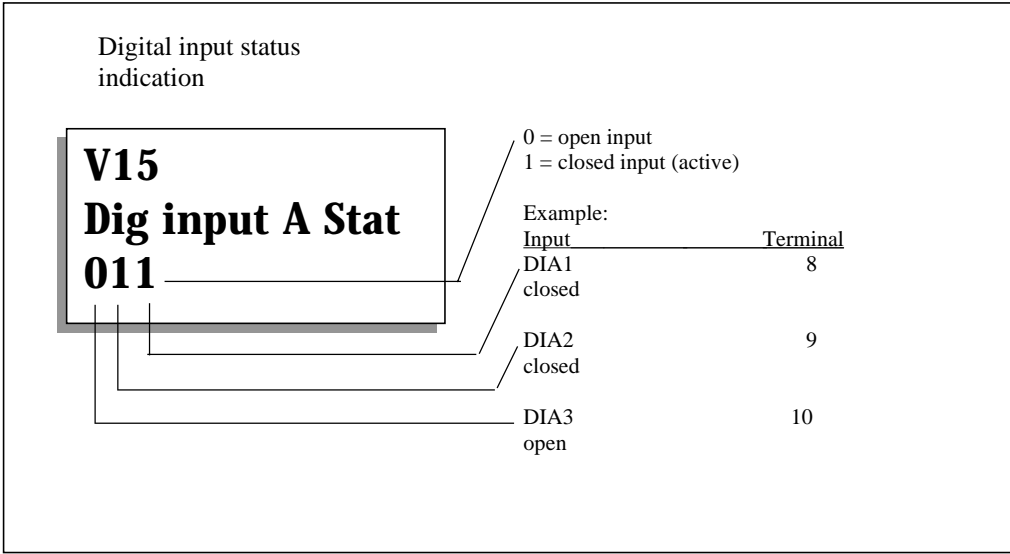 Digital input status
indication
V15
Dig input A Stat
011
0 = open input
1 = closed input (active)
Example:
Input Terminal
DIA1 8
closed
DIA2 9
closed
DIA3 10
open